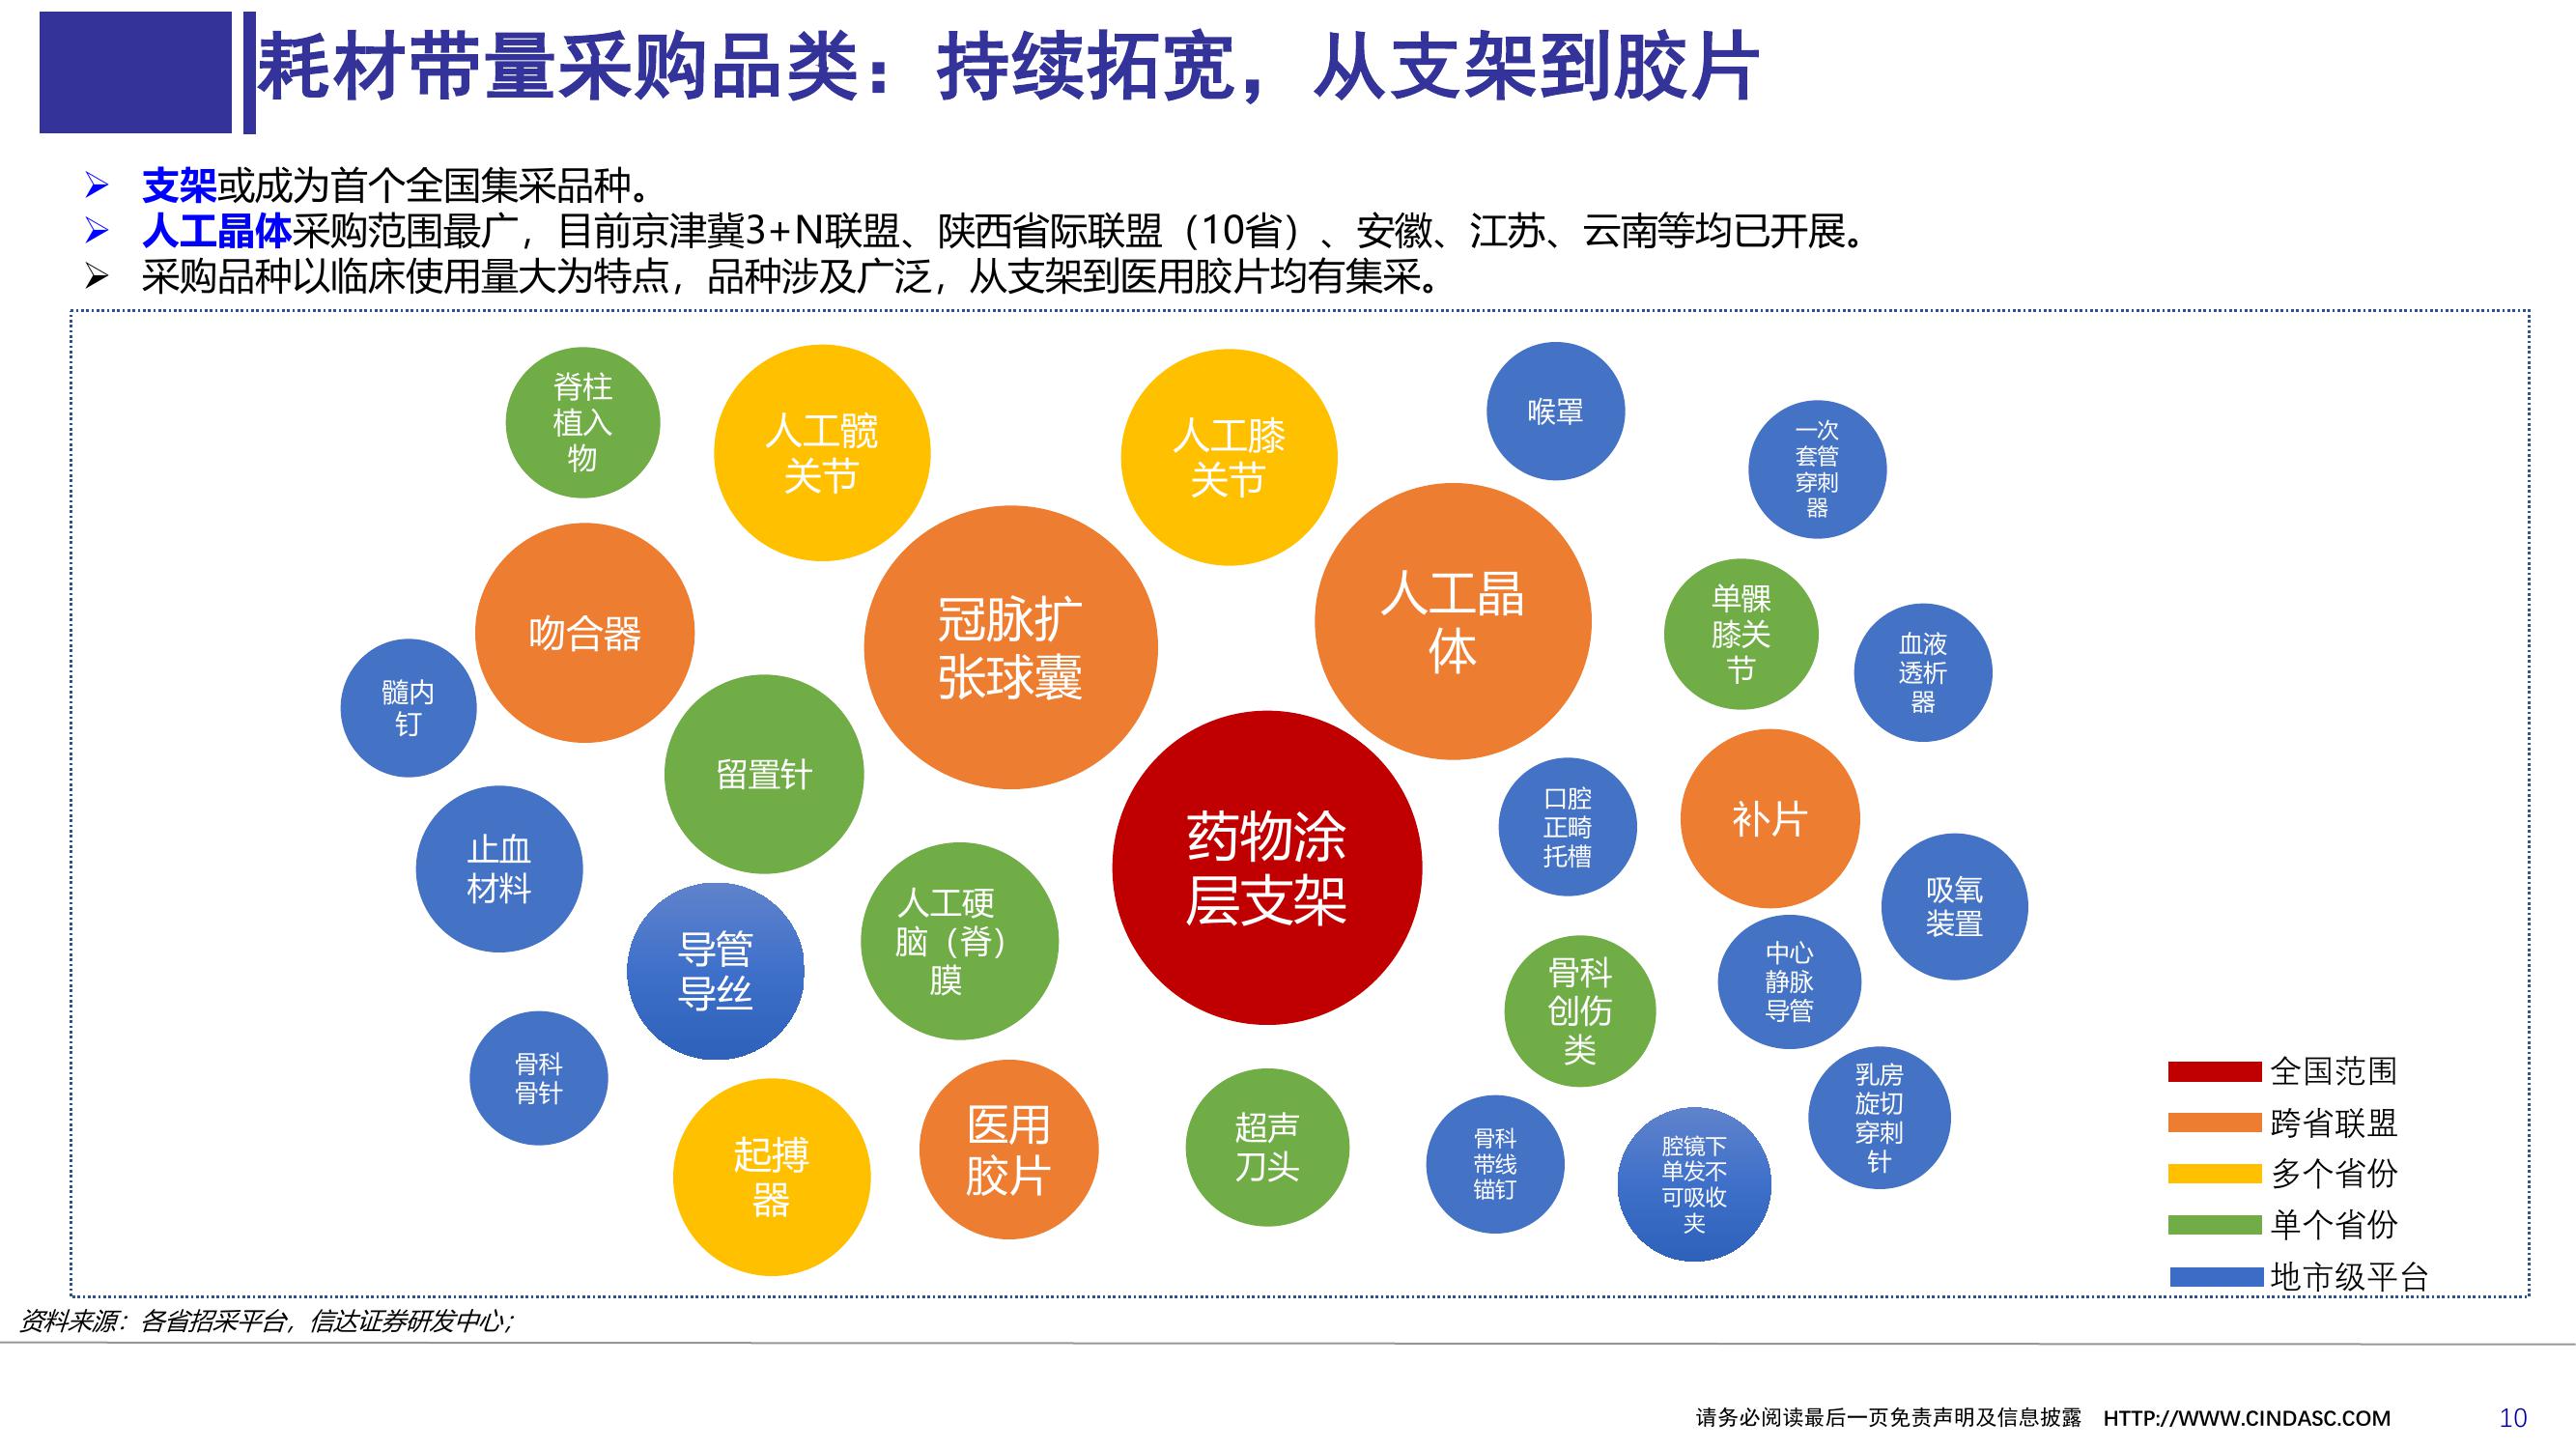 耗材带量采购品类：持续拓宽，从支架到胶片
支架或成为首个全国集采品种。
人工晶体采购范围最广，目前京津冀3+N联盟、陕西省际联盟（10省）、安徽、江苏、云南等均已开展。
采购品种以临床使用量大为特点，品种涉及广泛，从支架到医用胶片均有集采。
脊柱
植入
物
人工髋
关节
人工膝
关节
喉罩
一次
套管
穿刺
器
吻合器
冠脉扩
张球囊
人工晶
体
单髁
膝关
节
血液
透析
器
髓内
钉
留置针
药物涂
层支架
口腔
正畸
托槽
补片
止血
材料
导管
导丝
人工硬
脑（脊）
膜
骨科
创伤
类
中心
静脉
导管
吸氧
装置
骨科
骨针
起搏
器
医用
胶片
超声
刀头
骨科
带线
锚钉
腔镜下
单发不
可吸收
夹
乳房
旋切
穿刺
针
全国范围
跨省联盟
多个省份
单个省份
地市级平台
资料来源：各省招采平台，信达证券研发中心；
请务必阅读最后一页免责声明及信息披露 HTTP://WWW.CINDASC.COM 10